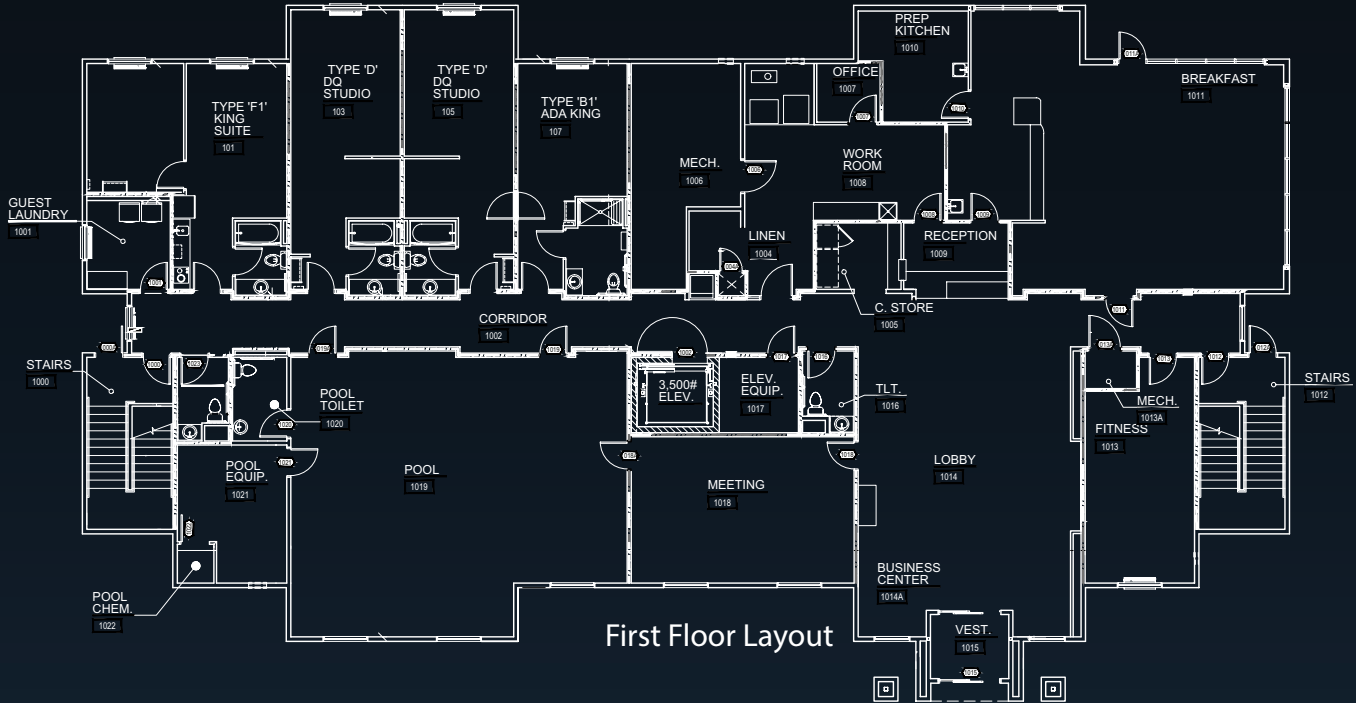 PREP
KITCHEN
1010
OFFICE
1007
BREAKFAST
1011
TYPE 'D'
DQ
STUDIO
103
TYPE 'D'
DQ
STUDIO
105
TYPE 'F1'
KING
SUITE
101
TYPE 'B1'
ADA KING
107
MECH.
1006
WORK
ROOM
1008
GUEST
LAUNDRY
1001
LINEN
1004
RECEPTION
1009
C. STORE
1005
CORRIDOR
1002
STAIRS
1000
POOL
TOILET
1020
3,500#
ELEV.
ELEV.
EQUIP.
1017
TLT.
1016
MECH.
1013A
STAIRS
1012
FITNESS
1013
POOL
EQUIP.
1021
POOL
1019
MEETING
1018
LOBBY
1014
BUSINESS
CENTER
1014A
POOL
CHEM.
1022
First Floor Layout
VEST.
1015